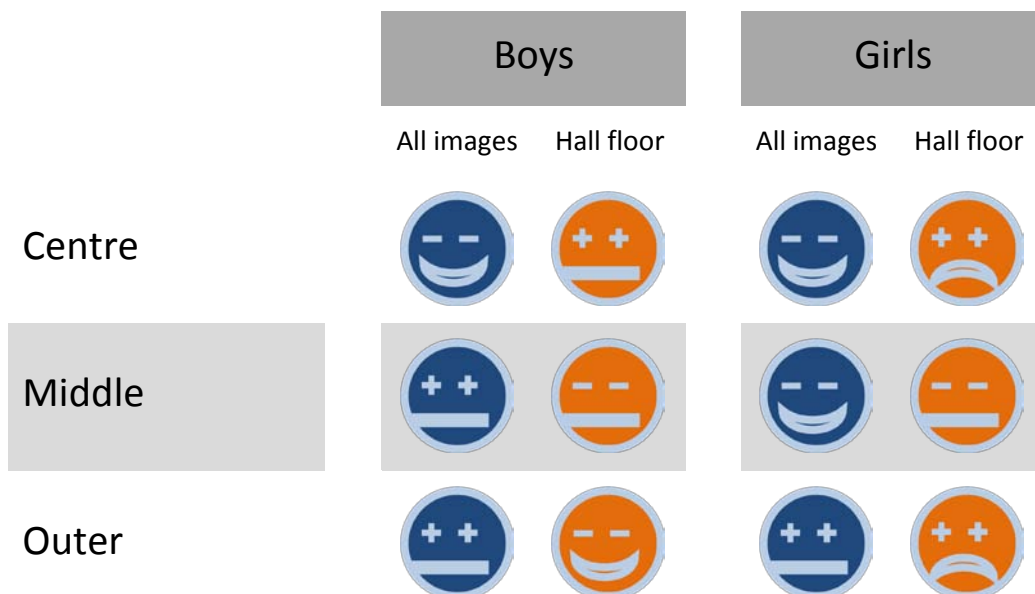 Boys Girls
All images Hall floor All images Hall floor
Centre
Middle
Outer